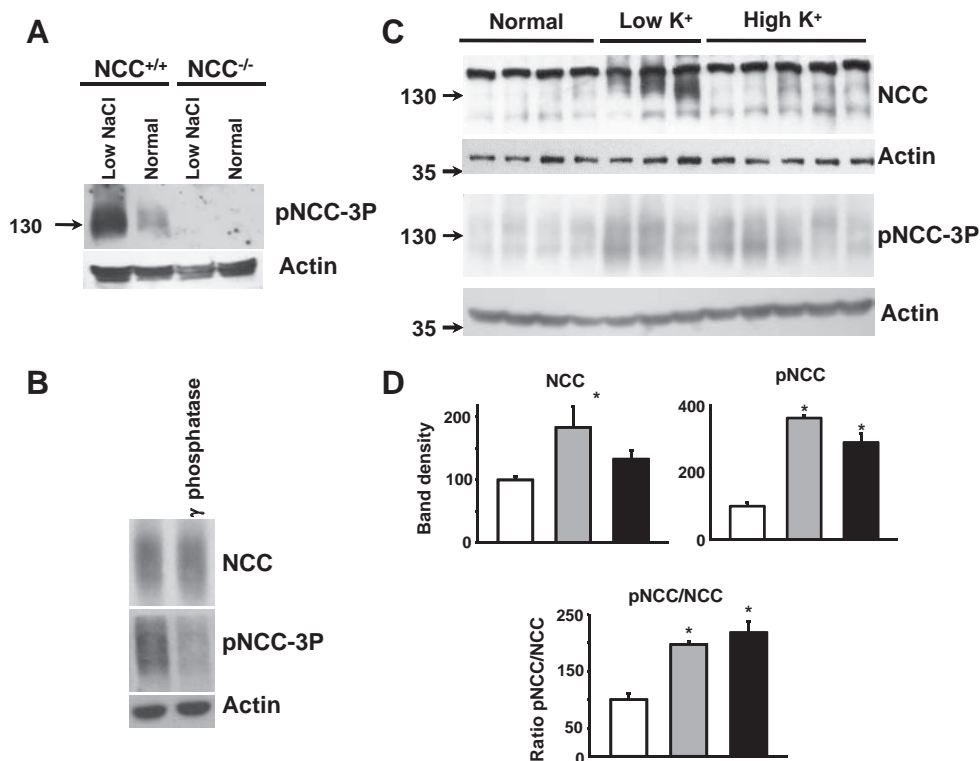 A
NCC+/+ NCC-/-
Low NaCl
Normal
Low NaCl
Normal
130
pNCC-3P
Actin
B
γ phosphatase
NCC
pNCC-3P
Actin
C
Normal Low K+ High K+
130
NCC
Actin
35
130
pNCC-3P
Actin
35
D
NCC
Band density
200
100
0
*
pNCC
400
200
0
*
*
pNCC/NCC
Ratio pNCC/NCC
250
150
50
0
*
*